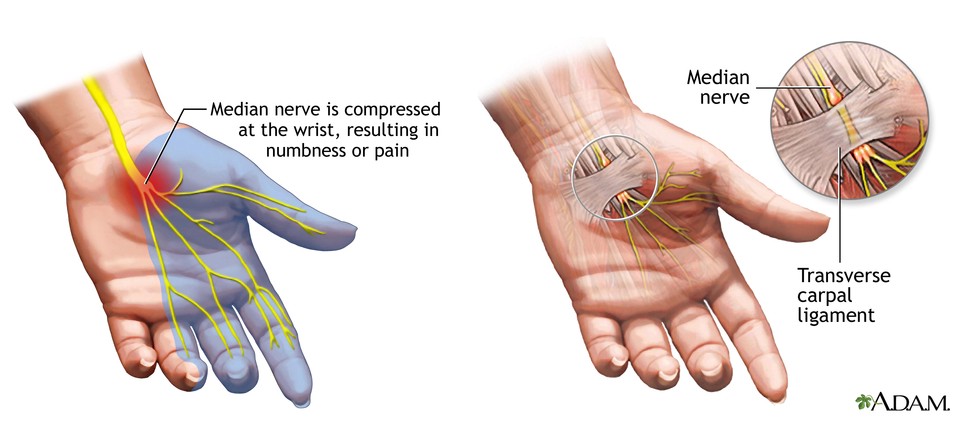 Median nerve is compressed
at the wrist, resulting in
numbness or pain
Median
nerve
Transverse
carpal
ligament
A.D.A.M.